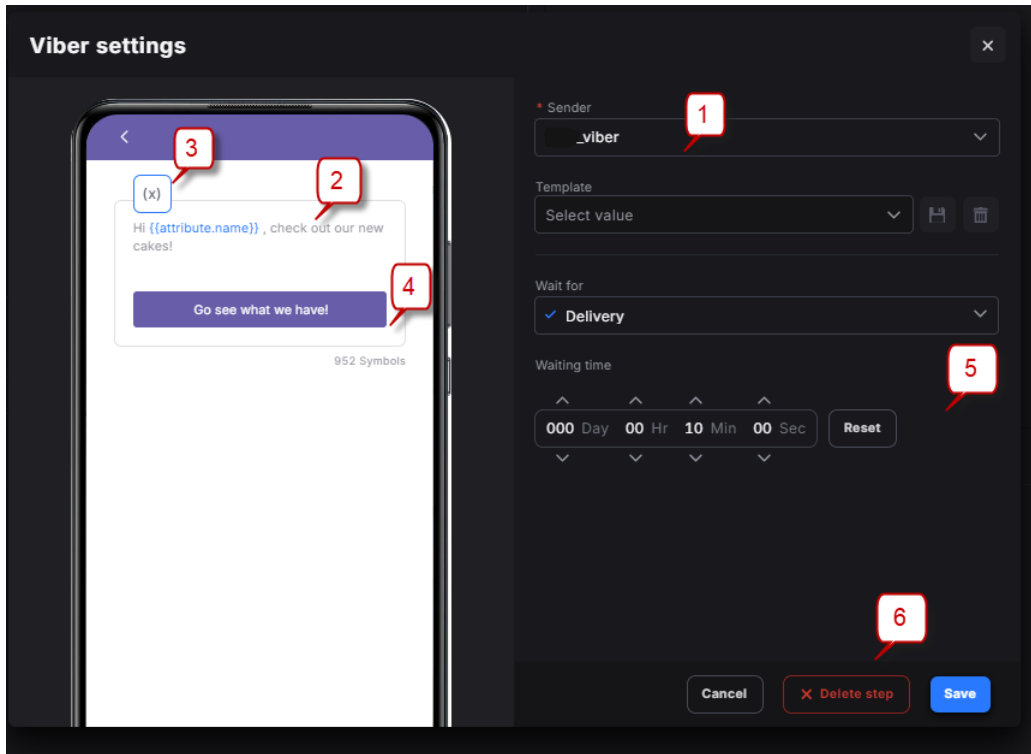 Viber settings
3
(x)
2
Hi {{attribute.name}} , check out our new
cakes!
4
Go see what we have!
952 Symbols
* Sender
1
_viber
Template
Select value
Wait for
Delivery
Waiting time
5
000 Day 00 Hr 10 Min 00 Sec Reset
6
Cancel
Delete step
Save